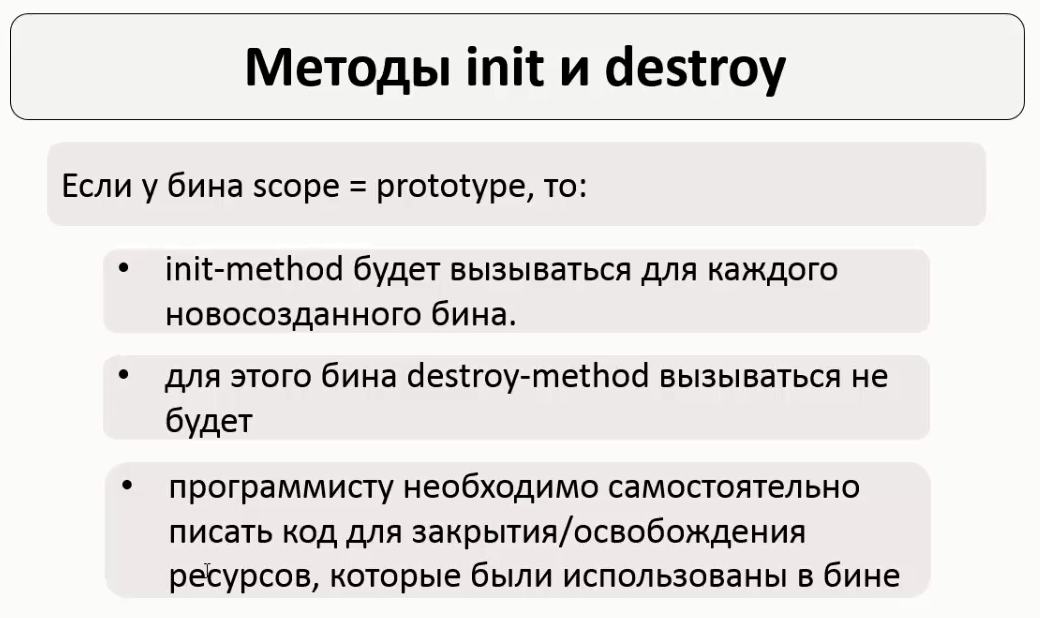 Методы init и destroy
Если у бина scope = prototype, то:
• init-method будет вызываться для каждого
новосозданного бина.
• для этого бина destroy-method вызываться не
будет
• программисту необходимо самостоятельно
писать код для закрытия/освобождения
ресурсов, которые были использованы в бине